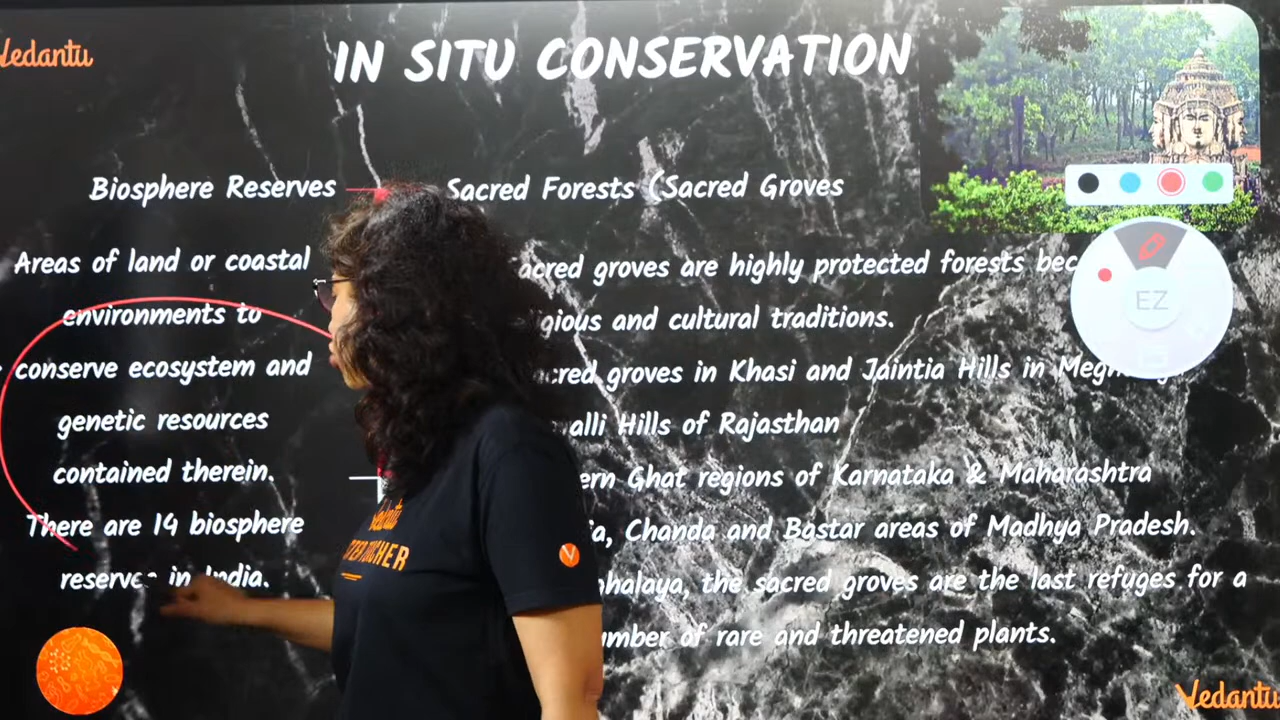 Vedantu
IN SITU CONSERVATION
Biosphere Reserves
Sacred Forests (Sacred Groves
Areas of land or coastal
environments to
conserve ecosystem and
genetic resources
contained therein.
There are 14 biosphere
reserves in India.
acred groves are highly protected forests bec
gious and cultural traditions.
acred groves in Khasi and Jaintia Hills in Megh
alli Hills of Rajasthan
ern Ghat regions of Karnataka & Maharashtra
a, Chanda and Bastar areas of Madhya Pradesh.
halaya, the sacred groves are the last refuges for a
umber of rare and threatened plants.
EZ
Vedantu